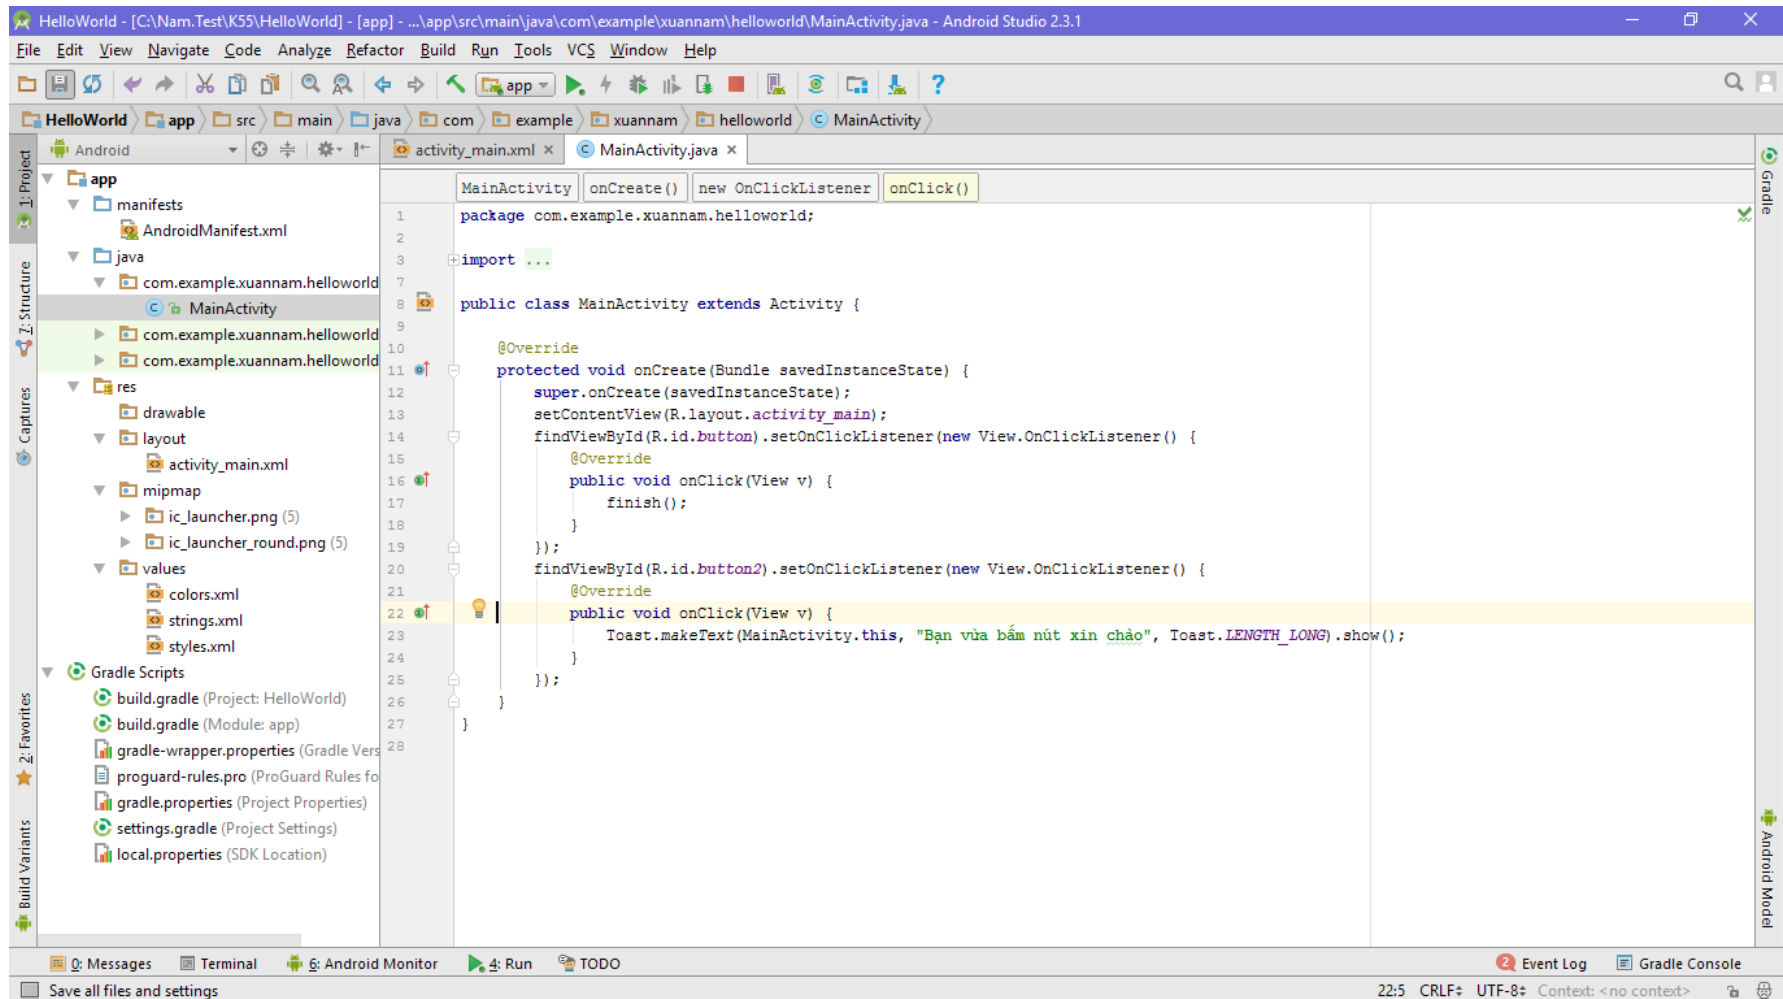 HelloWorld - [C:\Nam.Test\K55\HelloWorld] - [app] - ...\app\src\main\java\com\example\xuannam\helloworld\MainActivity.java - Android Studio 2.3.1
File Edit View Navigate Code Analyze Refactor Build Run Tools VCS Window Help
app
HelloWorld app src main java com example xuannam helloworld MainActivity
Android
activity_main.xml MainActivity.java
1: Project
Z: Structure
Captures
2: Favorites
Build Variants
app
manifests
AndroidManifest.xml
java
com.example.xuannam.helloworld
MainActivity
com.example.xuannam.helloworld
com.example.xuannam.helloworld
res
drawable
layout
activity_main.xml
mipmap
ic_launcher.png (5)
ic_launcher_round.png (5)
values
colors.xml
strings.xml
styles.xml
Gradle Scripts
build.gradle (Project: HelloWorld)
build.gradle (Module: app)
gradle-wrapper.properties (Gradle Vers
proguard-rules.pro (ProGuard Rules fo
gradle.properties (Project Properties)
settings.gradle (Project Settings)
local.properties (SDK Location)
MainActivity onCreate() new OnClickListener onClick()
1 package com.example.xuannam.helloworld;
2
3 import ...
7
8 public class MainActivity extends Activity {
9
10 @Override
11 protected void onCreate(Bundle savedInstanceState) {
12 super.onCreate(savedInstanceState);
13 setContentView(R.layout.activity_main);
14 findViewById(R.id.button).setOnClickListener(new View.OnClickListener() {
15 @Override
16 public void onClick(View v) {
17 finish();
18 }
19 });
20 findViewById(R.id.button2).setOnClickListener(new View.OnClickListener() {
21 @Override
22 public void onClick(View v) {
23 Toast.makeText(MainActivity.this, "Bạn vừa bấm nút xin chào", Toast.LENGTH_LONG).show();
24 }
25 });
26 }
27 }
28
Gradle
Android Model
0: Messages Terminal 6: Android Monitor 4: Run TODO 2 Event Log Gradle Console
Save all files and settings 22:5 CRLF UTF-8 Context: <no context>